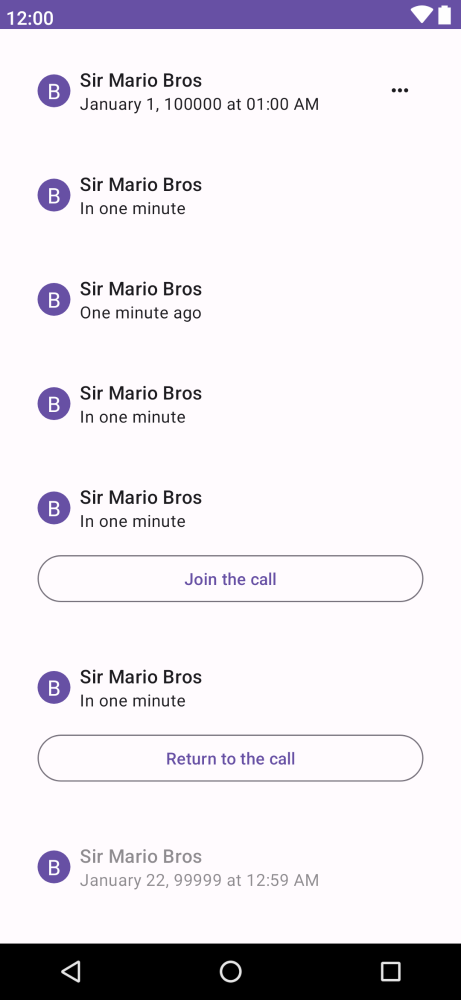 12:00
B
Sir Mario Bros
January 1, 100000 at 01:00 AM
B
Sir Mario Bros
In one minute
B
Sir Mario Bros
One minute ago
B
Sir Mario Bros
In one minute
B
Sir Mario Bros
In one minute
Join the call
B
Sir Mario Bros
In one minute
Return to the call
B
Sir Mario Bros
January 22, 99999 at 12:59 AM